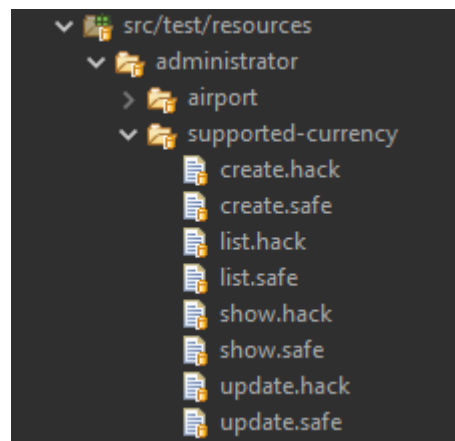 src/test/resources
administrator
airport
supported-currency
create.hack
create.safe
list.hack
list.safe
show.hack
show.safe
update.hack
update.safe